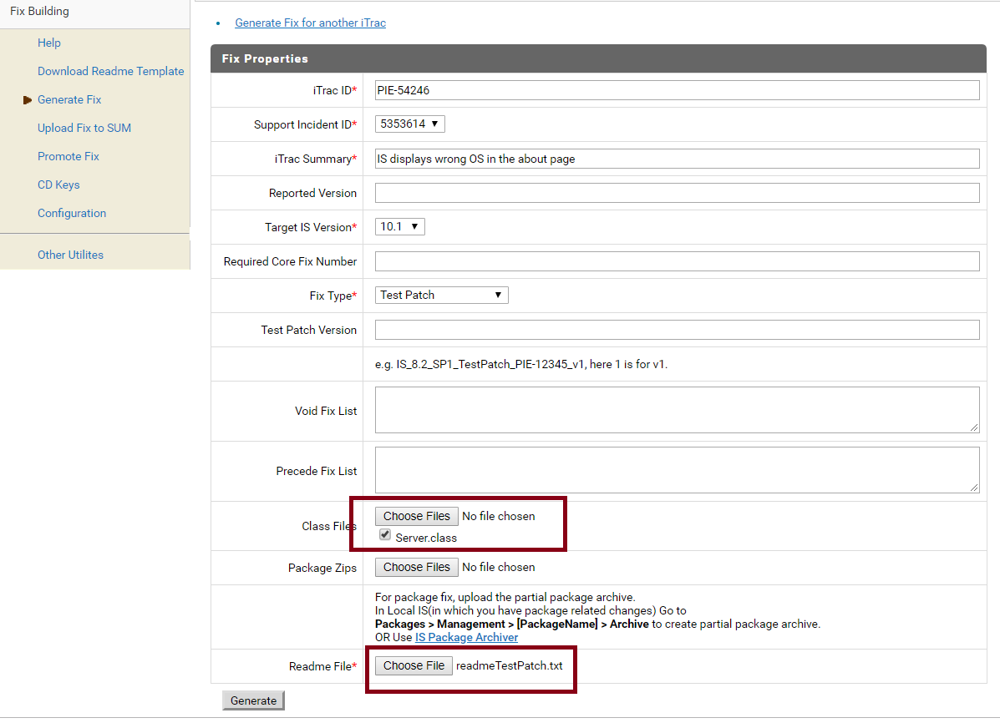 Fix Building
Help
Download Readme Template
Generate Fix
Upload Fix to SUM
Promote Fix
CD Keys
Configuration
Other Utilites
Generate Fix for another iTrac
Fix Properties
iTrac ID* PIE-54246
Support Incident ID* 5353614
iTrac Summary* IS displays wrong OS in the about page
Reported Version
Target IS Version* 10.1
Required Core Fix Number
Fix Type* Test Patch
Test Patch Version
e.g. IS_8.2_SP1_TestPatch_PIE-12345_v1, here 1 is for v1.
Void Fix List
Precede Fix List
Class Files Choose Files No file chosen
Server.class
Package Zips Choose Files No file chosen
For package fix, upload the partial package archive.
In Local IS(in which you have package related changes) Go to
Packages > Management > [PackageName] > Archive to create partial package archive.
OR Use IS Package Archiver
Readme File* Choose File readmeTestPatch.txt
Generate